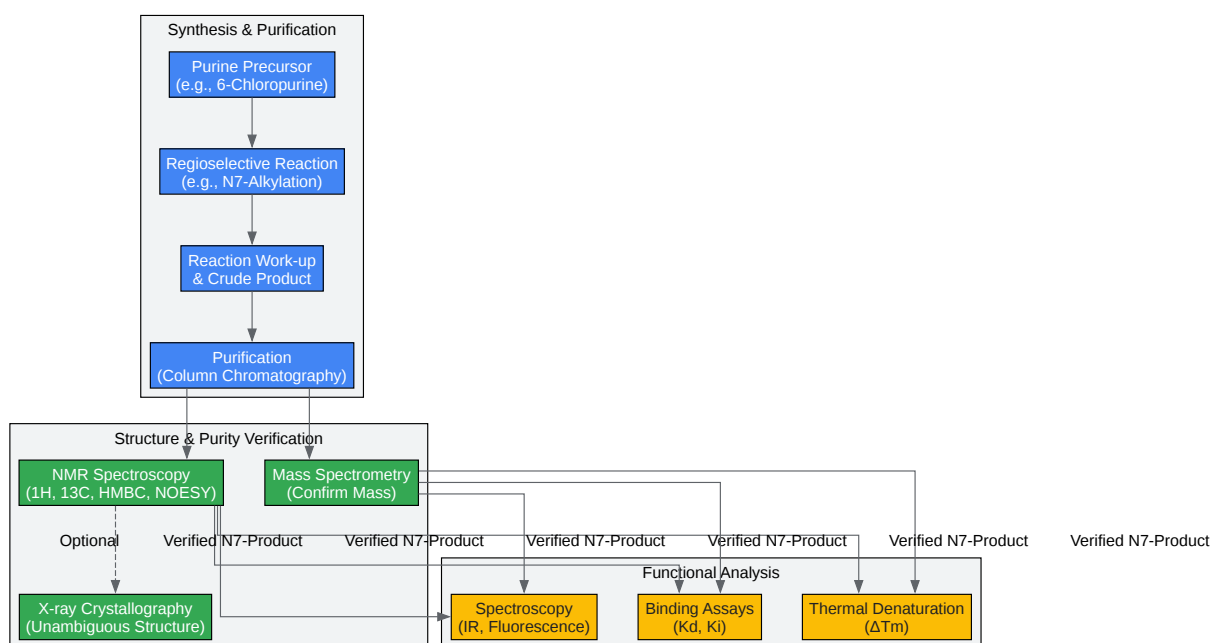 Synthesis & Purification
Purine Precursor
(e.g., 6-Chloropurine)
Regioselective Reaction
(e.g., N7-Alkylation)
Reaction Work-up
& Crude Product
Purification
(Column Chromatography)
Structure & Purity Verification
NMR Spectroscopy
(1H, 13C, HMBC, NOESY)
Mass Spectrometry
(Confirm Mass)
Optional
Verified N7-Product
Verified N7-Product
Verified N7-Product
Verified N7-Product
Verified N7-Product
Verified N7-Product
X-ray Crystallography
(Unambiguous Structure)
Functional Analysis
Spectroscopy
(IR, Fluorescence)
Binding Assays
(Kd, Ki)
Thermal Denaturation
(ΔTm)